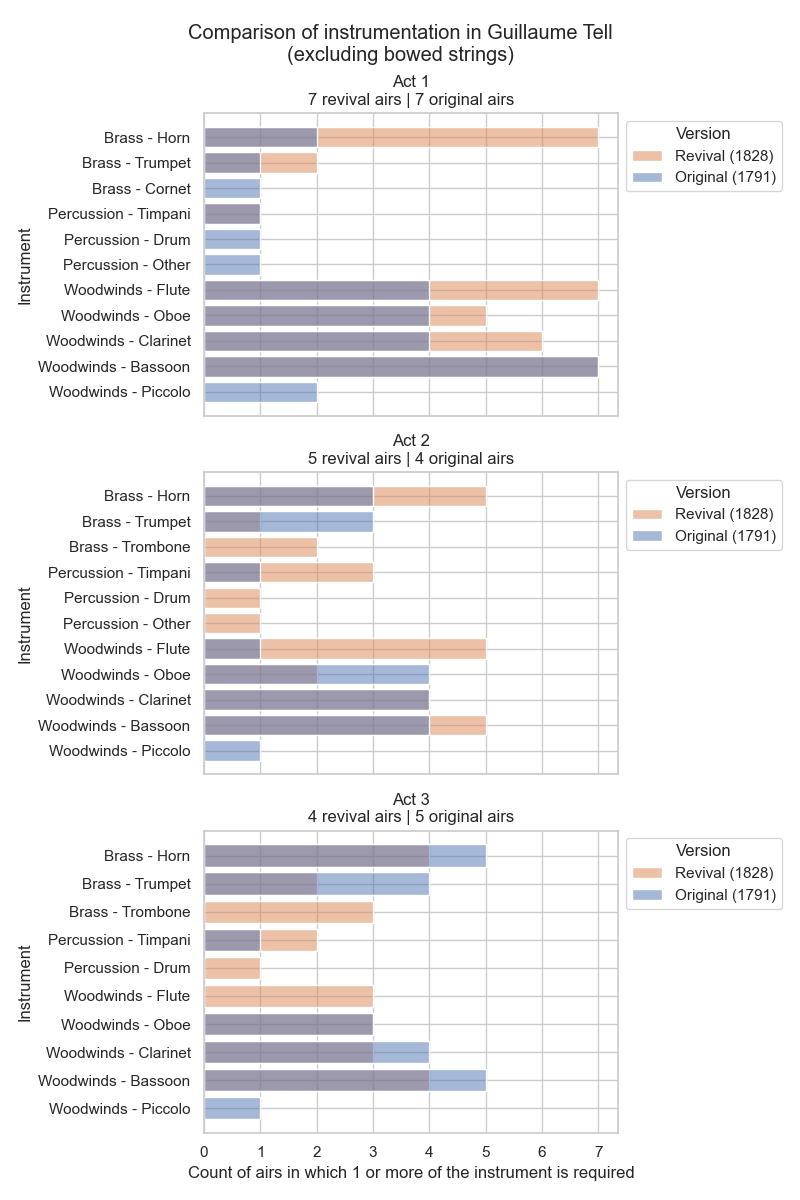 Comparison of instrumentation in Guillaume Tell
(excluding bowed strings)
Act 1
7 revival airs | 7 original airs
Instrument
Brass - Horn
Brass - Trumpet
Brass - Cornet
Percussion - Timpani
Percussion - Drum
Percussion - Other
Woodwinds - Flute
Woodwinds - Oboe
Woodwinds - Clarinet
Woodwinds - Bassoon
Woodwinds - Piccolo
Version
Revival (1828)
Original (1791)
Act 2
5 revival airs | 4 original airs
Instrument
Brass - Horn
Brass - Trumpet
Brass - Trombone
Percussion - Timpani
Percussion - Drum
Percussion - Other
Woodwinds - Flute
Woodwinds - Oboe
Woodwinds - Clarinet
Woodwinds - Bassoon
Woodwinds - Piccolo
Version
Revival (1828)
Original (1791)
Act 3
4 revival airs | 5 original airs
Instrument
Brass - Horn
Brass - Trumpet
Brass - Trombone
Percussion - Timpani
Percussion - Drum
Woodwinds - Flute
Woodwinds - Oboe
Woodwinds - Clarinet
Woodwinds - Bassoon
Woodwinds - Piccolo
Version
Revival (1828)
Original (1791)
0 1 2 3 4 5 6 7
Count of airs in which 1 or more of the instrument is required